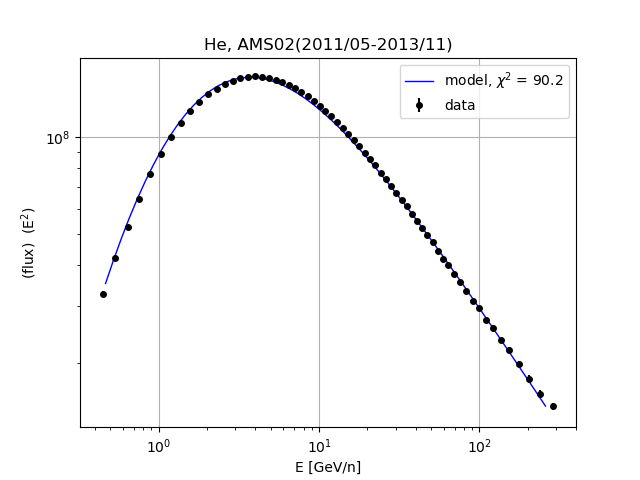 He, AMS02(2011/05-2013/11)
model, χ² = 90.2
data
(flux) (E²)
10⁸
10⁰ 10¹ 10²
E [GeV/n]